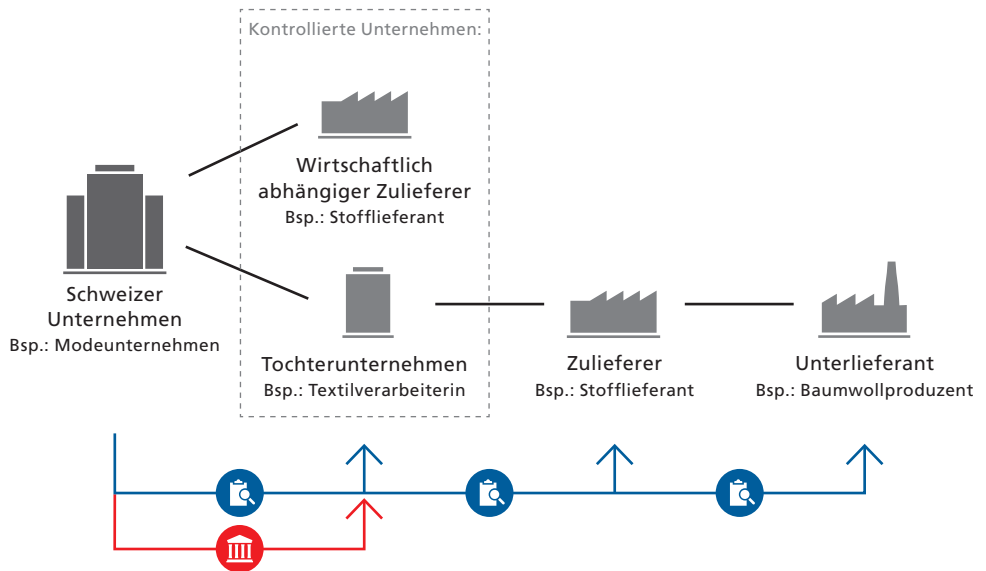 Kontrollierte Unternehmen:
Wirtschaftlich
abhängiger Zulieferer
Bsp.: Stofflieferant
Schweizer
Unternehmen
Bsp.: Modeunternehmen
Tochterunternehmen
Bsp.: Textilverarbeiterin
Zulieferer
Bsp.: Stofflieferant
Unterlieferant
Bsp.: Baumwollproduzent